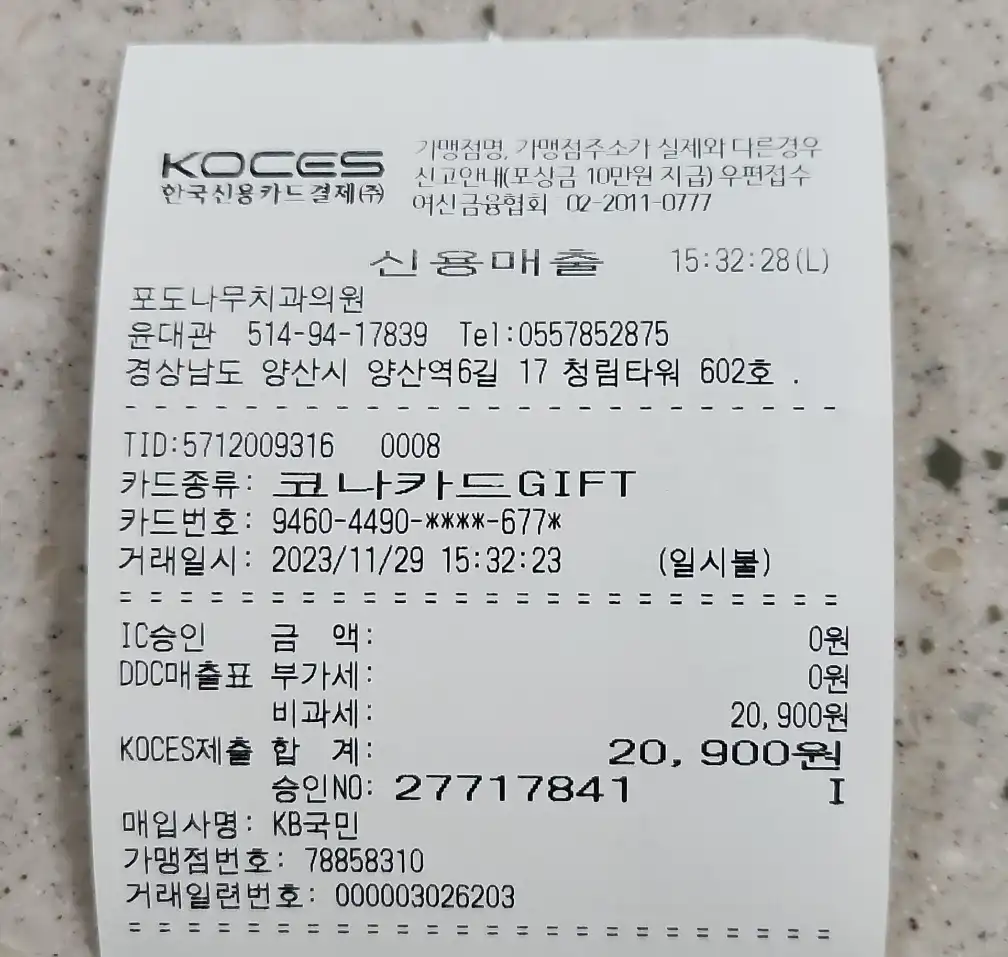 KOCES
한국신용카드결제㈜
가맹점명, 가맹점주소가 실제와 다른경우
신고안내(포상금 10만원 지급) 우편접수
여신금융협회 02-2011-0777
신용매출 15:32:28(L)
포도나무치과의원
윤대관 514-94-17839 Tel:0557852875
경상남도 양산시 양산역6길 17 청림타워 602호 .
TID:5712009316 0008
카드종류: 코나카드GIFT
카드번호: 9460-4490-****-677*
거래일시: 2023/11/29 15:32:23 (일시불)
IC승인 금 액: 0원
DDC매출표 부가세: 0원
비과세: 20,900원
KOCES제출 합 계: 20,900원
승인NO: 27717841 I
매입사명: KB국민
가맹점번호: 78858310
거래일련번호: 000003026203